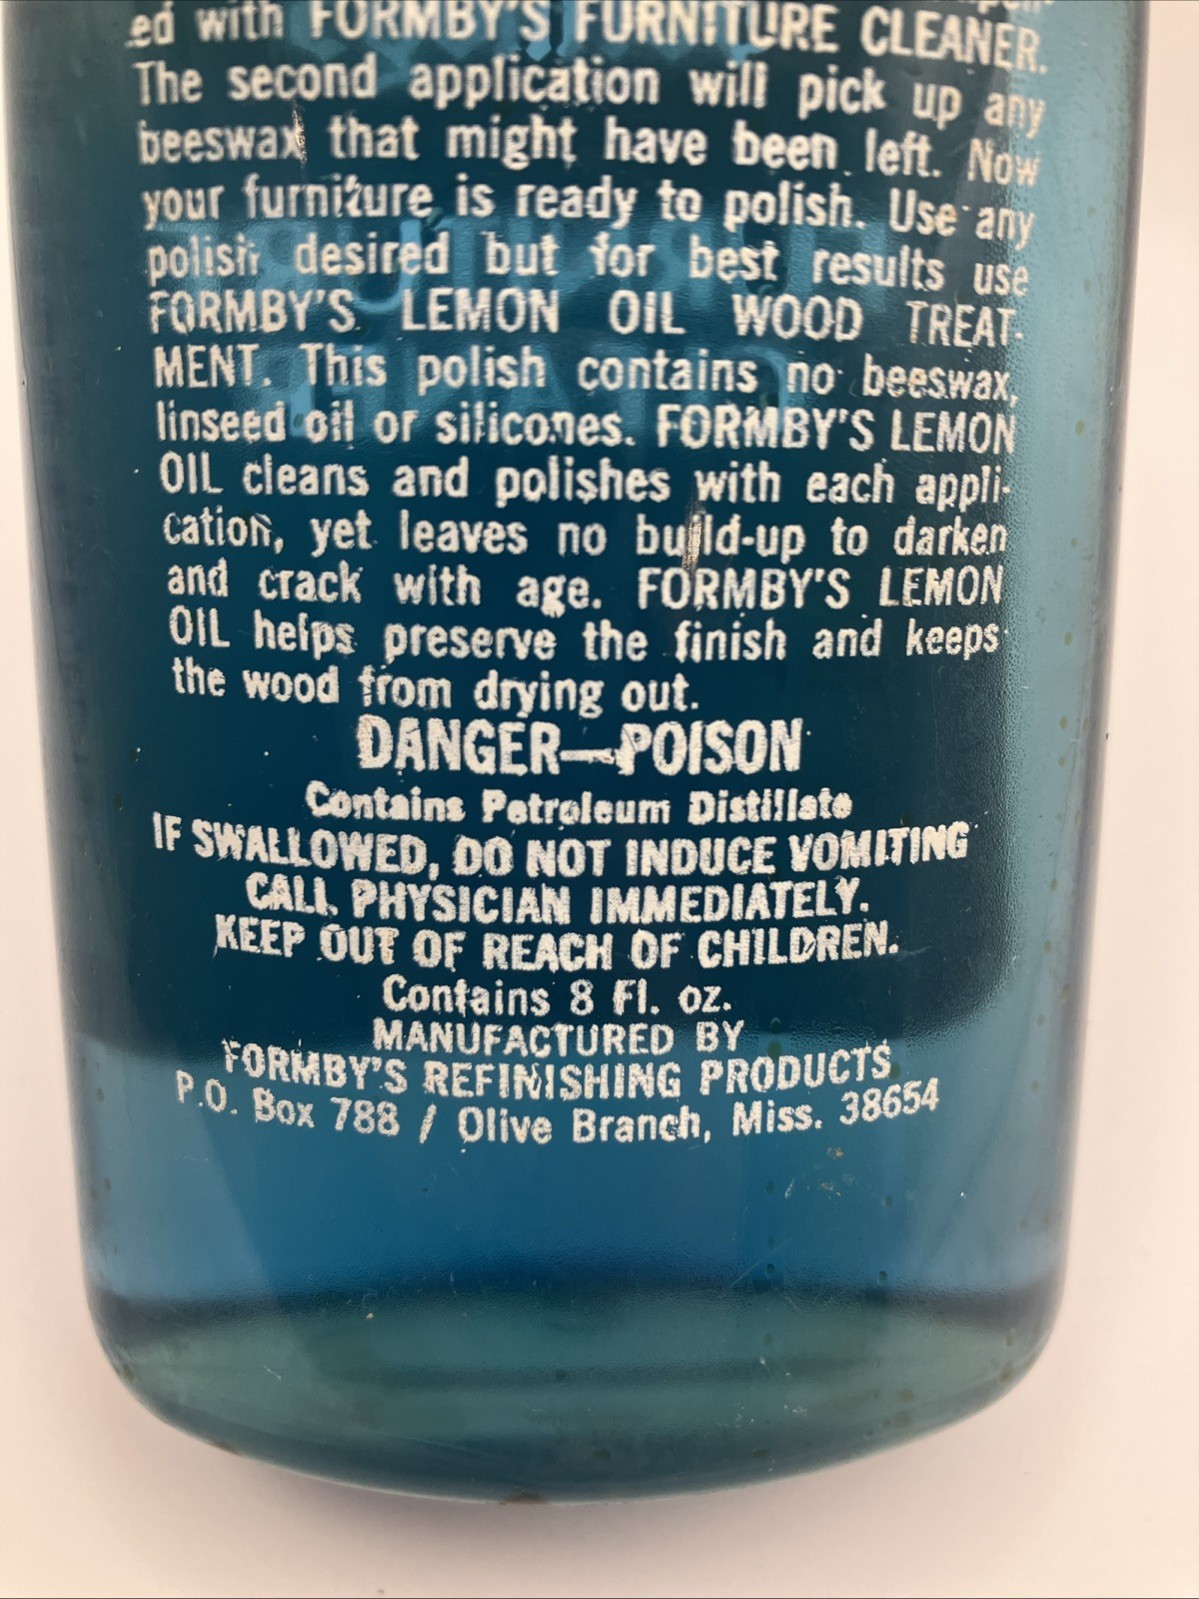 ed with FORMBY'S FURNITURE CLEANER.
The second application will pick up any
beeswax that might have been left. Now
your furniture is ready to polish. Use any
polish desired but for best results use
FORMBY'S LEMON OIL WOOD TREAT-
MENT. This polish contains no beeswax,
linseed oil or silicones. FORMBY'S LEMON
OIL cleans and polishes with each appli-
cation, yet leaves no build-up to darken
and crack with age. FORMBY'S LEMON
OIL helps preserve the finish and keeps
the wood from drying out.
DANGER—POISON
Contains Petroleum Distillate
IF SWALLOWED, DO NOT INDUCE VOMITING
CALL PHYSICIAN IMMEDIATELY.
KEEP OUT OF REACH OF CHILDREN.
Contains 8 Fl. oz.
MANUFACTURED BY
FORMBY'S REFINISHING PRODUCTS
P.O. Box 788 / Olive Branch, Miss. 38654